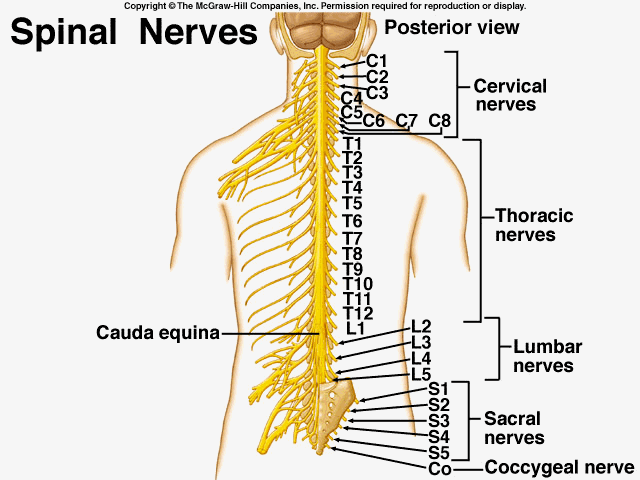 Copyright © The McGraw-Hill Companies, Inc. Permission required for reproduction or display.
Spinal Nerves
Posterior view
C1
C2
C3
C4
C5
C6 C7 C8
Cervical
nerves
T1
T2
T3
T4
T5
T6
T7
T8
T9
T10
T11
T12
Thoracic
nerves
L1
Cauda equina
L2
L3
L4
L5
Lumbar
nerves
S1
S2
S3
S4
S5
Sacral
nerves
Co
Coccygeal nerve